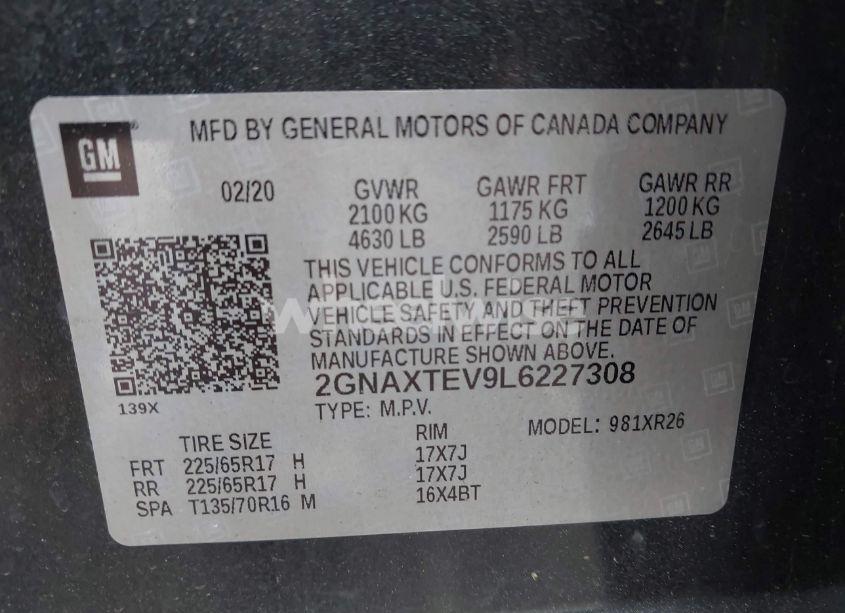 GM
MFD BY GENERAL MOTORS OF CANADA COMPANY
02/20 GVWR GAWR FRT GAWR RR
2100 KG 1175 KG 1200 KG
4630 LB 2590 LB 2645 LB
THIS VEHICLE CONFORMS TO ALL
APPLICABLE U.S. FEDERAL MOTOR
VEHICLE SAFETY AND THEFT PREVENTION
STANDARDS IN EFFECT ON THE DATE OF
MANUFACTURE SHOWN ABOVE.
2GNAXTEV9L6227308
139X
TYPE: M.P.V.
MODEL: 981XR26
TIRE SIZE RIM
FRT 225/65R17 H 17X7J
RR 225/65R17 H 17X7J
SPA T135/70R16 M 16X4BT